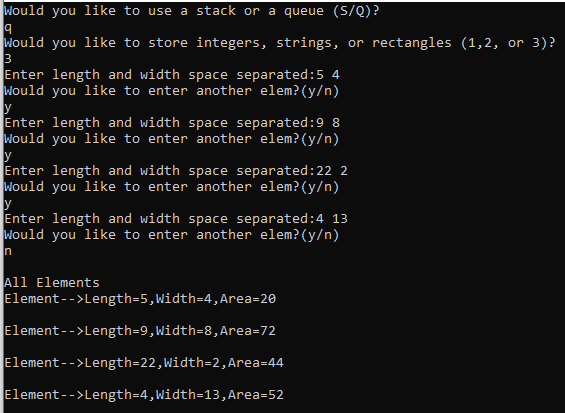 Would you like to use a stack or a queue (S/Q)?
q
Would you like to store integers, strings, or rectangles (1,2, or 3)?
3
Enter length and width space separated:5 4
Would you like to enter another elem?(y/n)
y
Enter length and width space separated:9 8
Would you like to enter another elem?(y/n)
y
Enter length and width space separated:22 2
Would you like to enter another elem?(y/n)
y
Enter length and width space separated:4 13
Would you like to enter another elem?(y/n)
n
All Elements
Element-->Length=5,Width=4,Area=20
Element-->Length=9,Width=8,Area=72
Element-->Length=22,Width=2,Area=44
Element-->Length=4,Width=13,Area=52